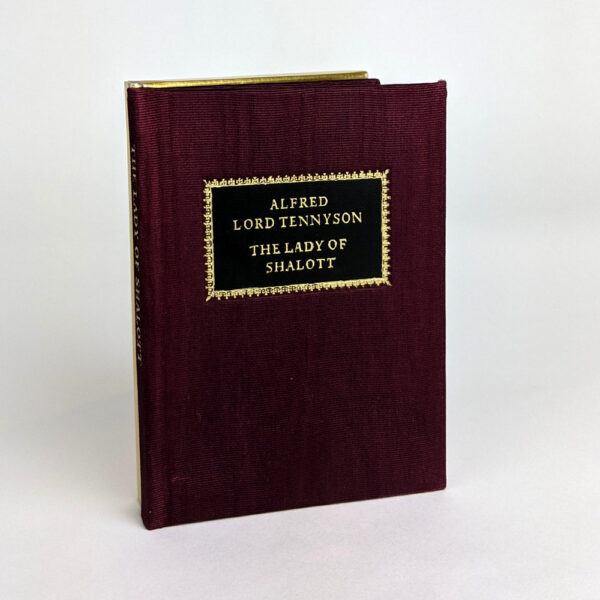 ALFRED
LORD TENNYSON
THE LADY OF
SHALOTT
THE LADY OF SHALOTT